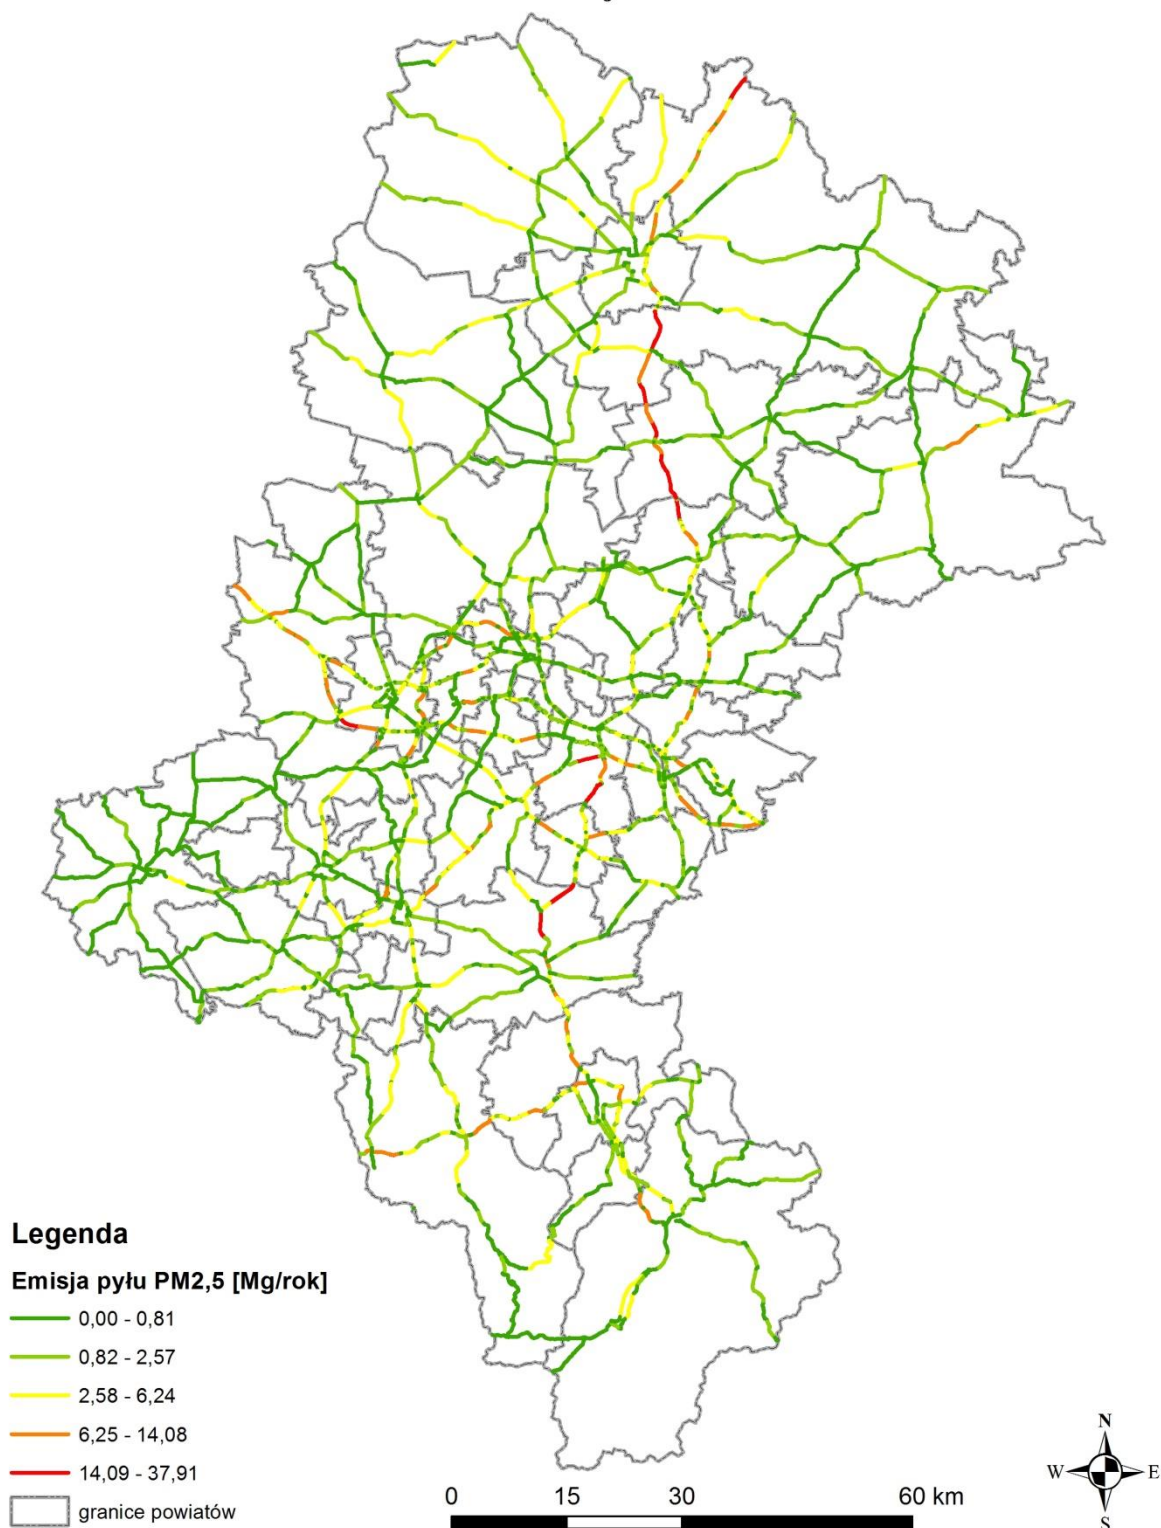 Legenda
Emisja pyłu PM2,5 [Mg/rok]
0,00 - 0,81
0,82 - 2,57
2,58 - 6,24
6,25 - 14,08
14,09 - 37,91
granice powiatów
0 15 30 60 km
N
W E
S